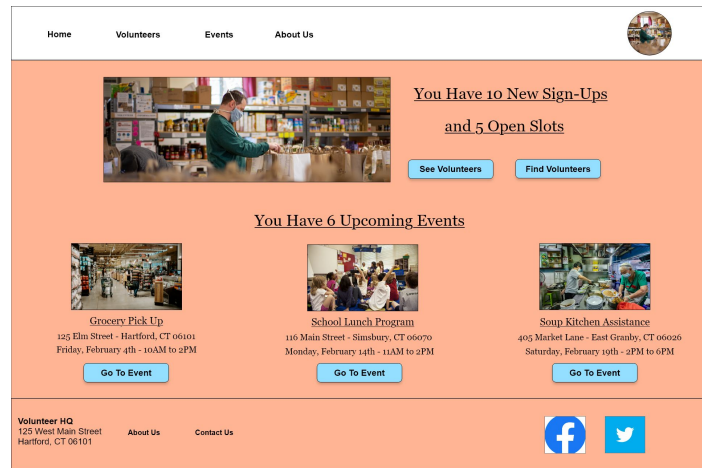 Home Volunteers Events About Us
You Have 10 New Sign-Ups
and 5 Open Slots
See Volunteers Find Volunteers
You Have 6 Upcoming Events
Grocery Pick Up
125 Elm Street - Hartford, CT 06101
Friday, February 4th - 10AM to 2PM
Go To Event
School Lunch Program
116 Main Street - Simsbury, CT 06070
Monday, February 14th - 11AM to 2PM
Go To Event
Soup Kitchen Assistance
405 Market Lane - East Granby, CT 06026
Saturday, February 19th - 2PM to 6PM
Go To Event
Volunteer HQ
125 West Main Street
Hartford, CT 06101
About Us Contact Us